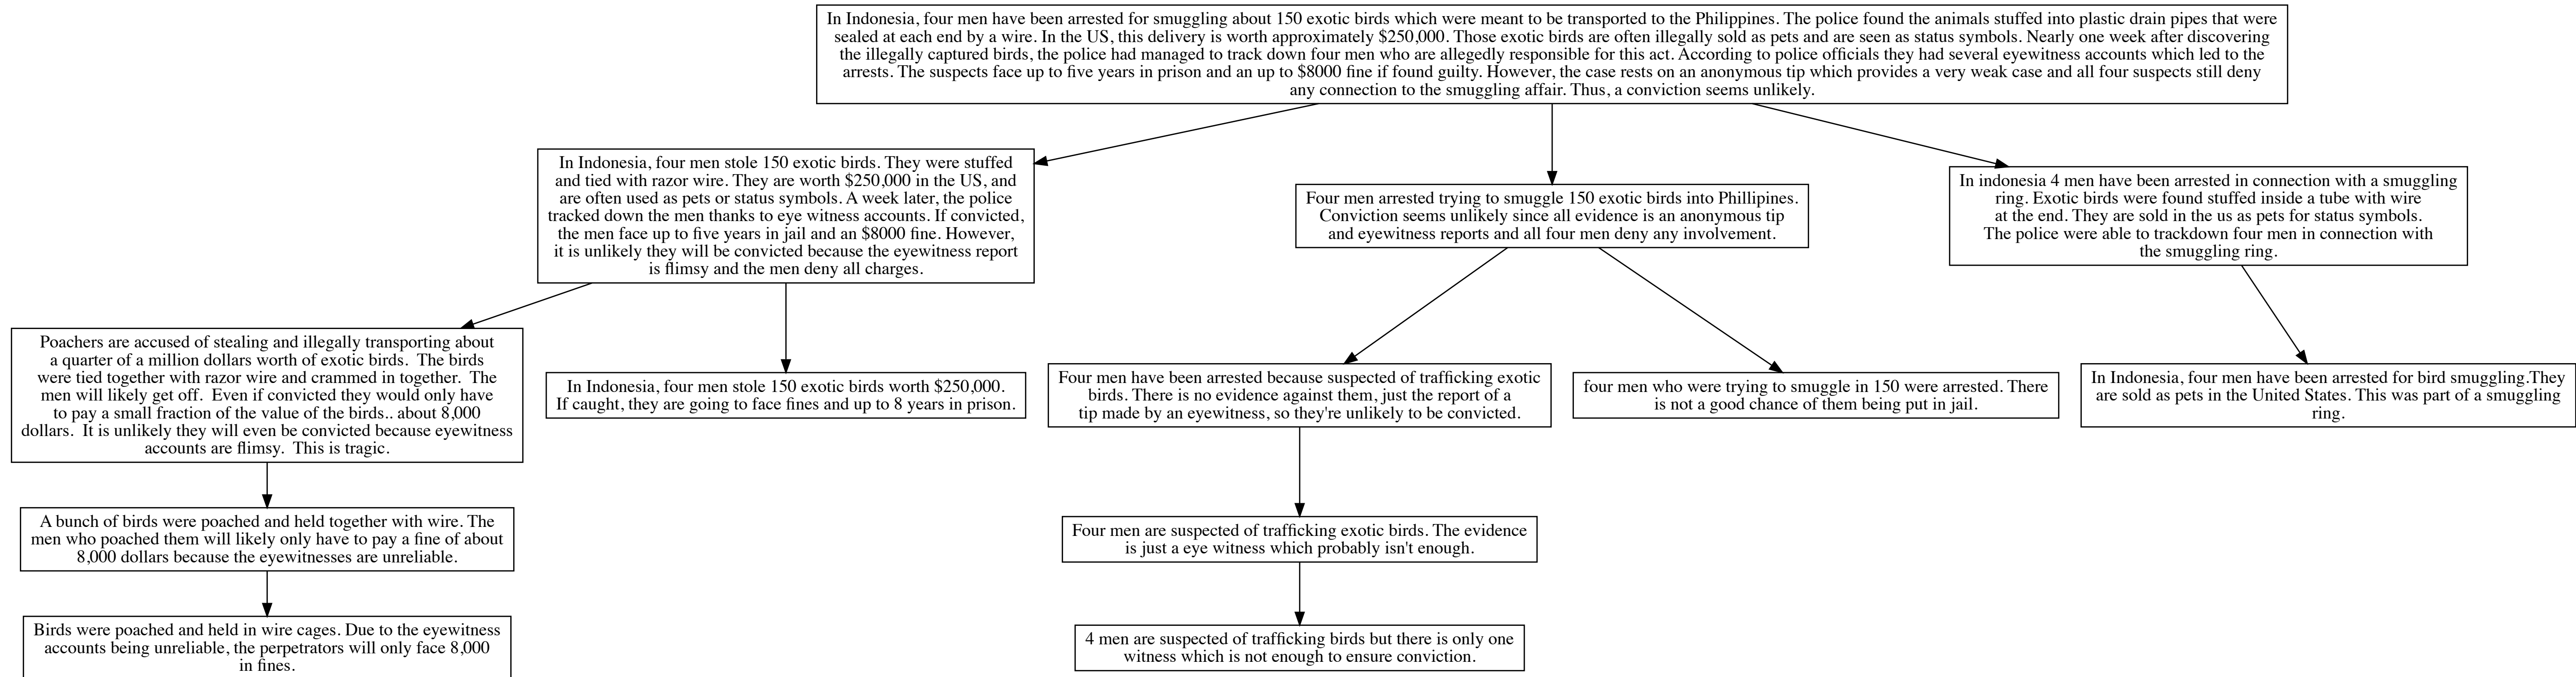 In Indonesia, four men have been arrested for smuggling about 150 exotic birds which were meant to be transported to the Philippines. The police found the animals stuffed into plastic drain pipes that were
sealed at each end by a wire. In the US, this delivery is worth approximately $250,000. Those exotic birds are often illegally sold as pets and are seen as status symbols. Nearly one week after discovering
the illegally captured birds, the police had managed to track down four men who are allegedly responsible for this act. According to police officials they had several eyewitness accounts which led to the
arrests. The suspects face up to five years in prison and an up to $8000 fine if found guilty. However, the case rests on an anonymous tip which provides a very weak case and all four suspects still deny
any connection to the smuggling affair. Thus, a conviction seems unlikely.
In Indonesia, four men stole 150 exotic birds. They were stuffed
and tied with razor wire. They are worth $250,000 in the US, and
are often used as pets or status symbols. A week later, the police
tracked down the men thanks to eye witness accounts. If convicted,
the men face up to five years in jail and an $8000 fine. However,
it is unlikely they will be convicted because the eyewitness report
is flimsy and the men deny all charges.
Four men arrested trying to smuggle 150 exotic birds into Phillipines.
Conviction seems unlikely since all evidence is an anonymous tip
and eyewitness reports and all four men deny any involvement.
In indonesia 4 men have been arrested in connection with a smuggling
ring. Exotic birds were found stuffed inside a tube with wire
at the end. They are sold in the us as pets for status symbols.
The police were able to trackdown four men in connection with
the smuggling ring.
Poachers are accused of stealing and illegally transporting about
a quarter of a million dollars worth of exotic birds.  The birds
were tied together with razor wire and crammed in together.  The
men will likely get off.  Even if convicted they would only have
to pay a small fraction of the value of the birds.. about 8,000
dollars.  It is unlikely they will even be convicted because eyewitness
accounts are flimsy.  This is tragic.
In Indonesia, four men stole 150 exotic birds worth $250,000.
If caught, they are going to face fines and up to 8 years in prison.
Four men have been arrested because suspected of trafficking exotic
birds. There is no evidence against them, just the report of a
tip made by an eyewitness, so they're unlikely to be convicted.
four men who were trying to smuggle in 150 were arrested. There
is not a good chance of them being put in jail.
In Indonesia, four men have been arrested for bird smuggling.They
are sold as pets in the United States. This was part of a smuggling
ring.
A bunch of birds were poached and held together with wire. The
men who poached them will likely only have to pay a fine of about
8,000 dollars because the eyewitnesses are unreliable.
Four men are suspected of trafficking exotic birds. The evidence
is just a eye witness which probably isn't enough.
Birds were poached and held in wire cages. Due to the eyewitness
accounts being unreliable, the perpetrators will only face 8,000
in fines.
4 men are suspected of trafficking birds but there is only one
witness which is not enough to ensure conviction.